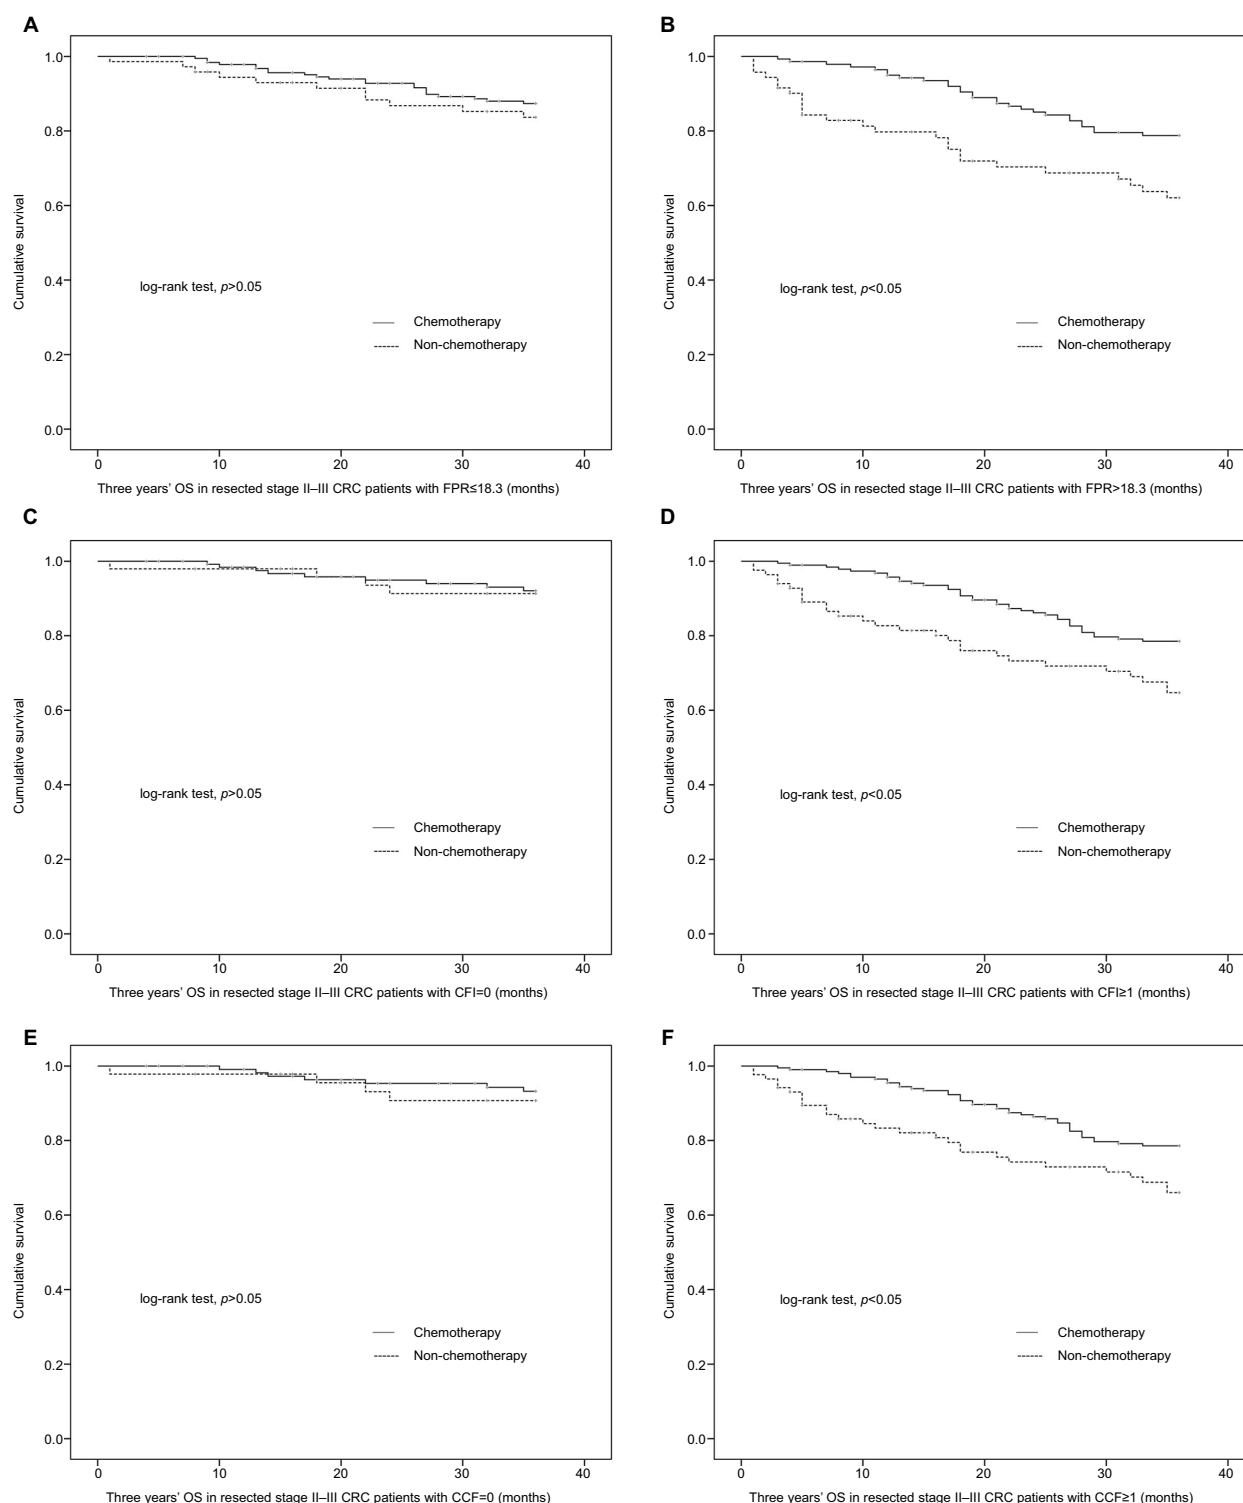 A
1.0
0.8
0.6
0.4
0.2
0.0
Cumulative survival
log-rank test, p>0.05
Chemotherapy
Non-chemotherapy
0 10 20 30 40
Three years’ OS in resected stage II–III CRC patients with FPR≤18.3 (months)
B
1.0
0.8
0.6
0.4
0.2
0.0
Cumulative survival
log-rank test, p<0.05
Chemotherapy
Non-chemotherapy
0 10 20 30 40
Three years’ OS in resected stage II–III CRC patients with FPR>18.3 (months)
C
1.0
0.8
0.6
0.4
0.2
0.0
Cumulative survival
log-rank test, p>0.05
Chemotherapy
Non-chemotherapy
0 10 20 30 40
Three years’ OS in resected stage II–III CRC patients with CFI=0 (months)
D
1.0
0.8
0.6
0.4
0.2
0.0
Cumulative survival
log-rank test, p<0.05
Chemotherapy
Non-chemotherapy
0 10 20 30 40
Three years’ OS in resected stage II–III CRC patients with CFI≥1 (months)
E
1.0
0.8
0.6
0.4
0.2
0.0
Cumulative survival
log-rank test, p>0.05
Chemotherapy
Non-chemotherapy
0 10 20 30 40
Three years’ OS in resected stage II–III CRC patients with CCF=0 (months)
F
1.0
0.8
0.6
0.4
0.2
0.0
Cumulative survival
log-rank test, p<0.05
Chemotherapy
Non-chemotherapy
0 10 20 30 40
Three years’ OS in resected stage II–III CRC patients with CCF≥1 (months)